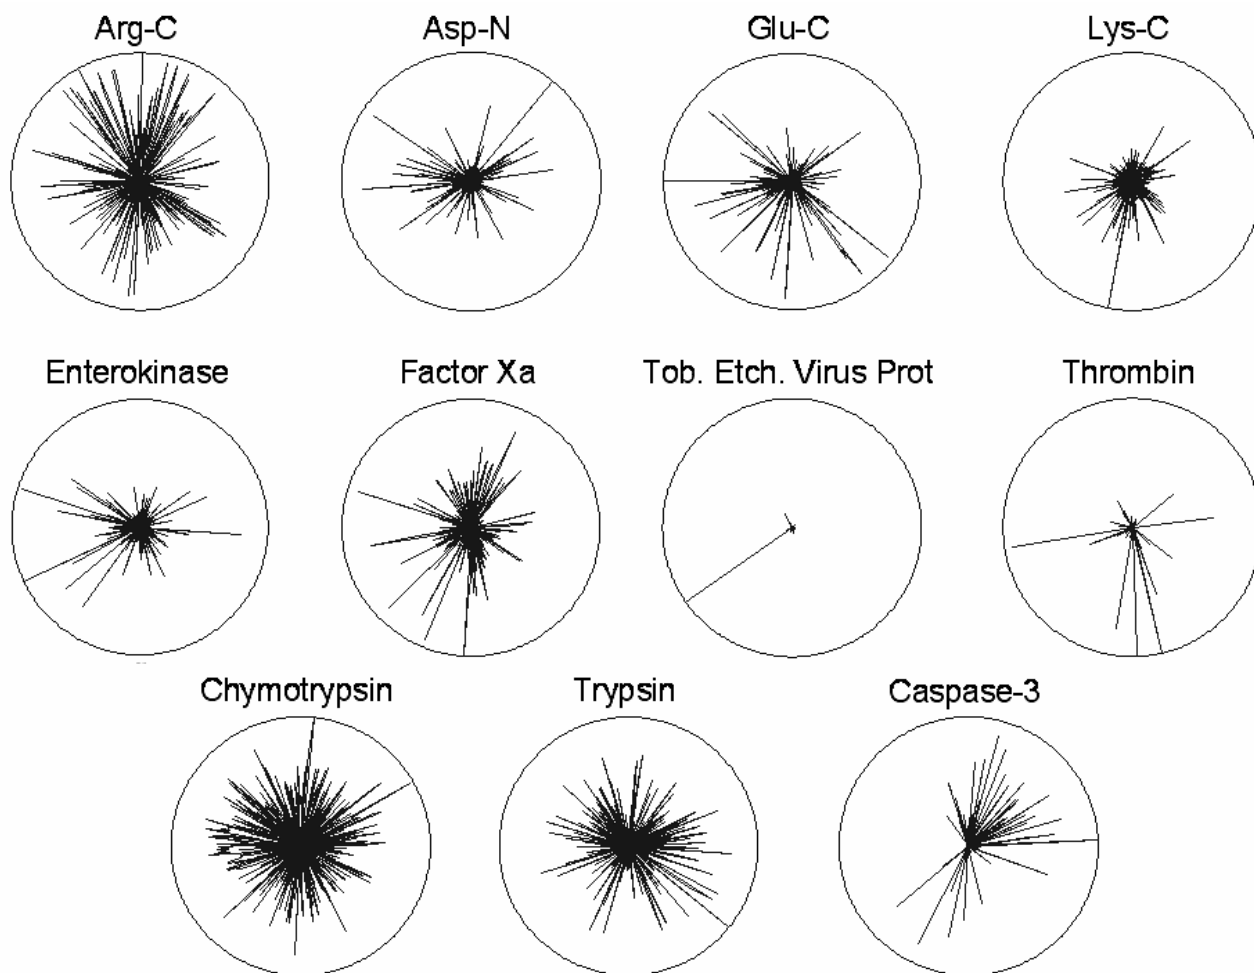 Arg-C Asp-N Glu-C Lys-C
Enterokinase Factor Xa Tob. Etch. Virus Prot Thrombin
Chymotrypsin Trypsin Caspase-3